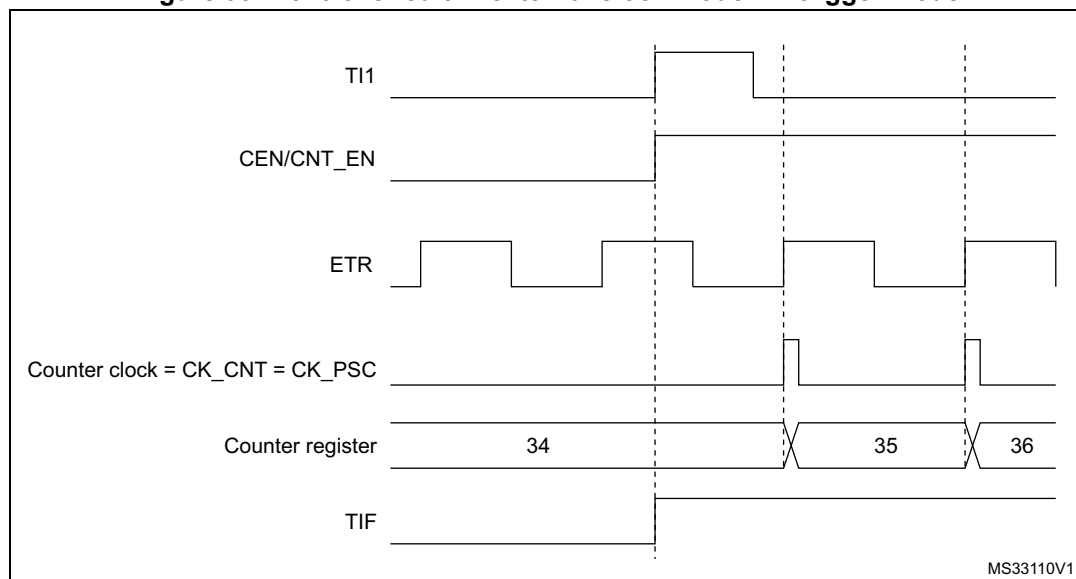 TI1
CEN/CNT_EN
ETR
Counter clock = CK_CNT = CK_PSC
Counter register 34 35 36
TIF
MS33110V1